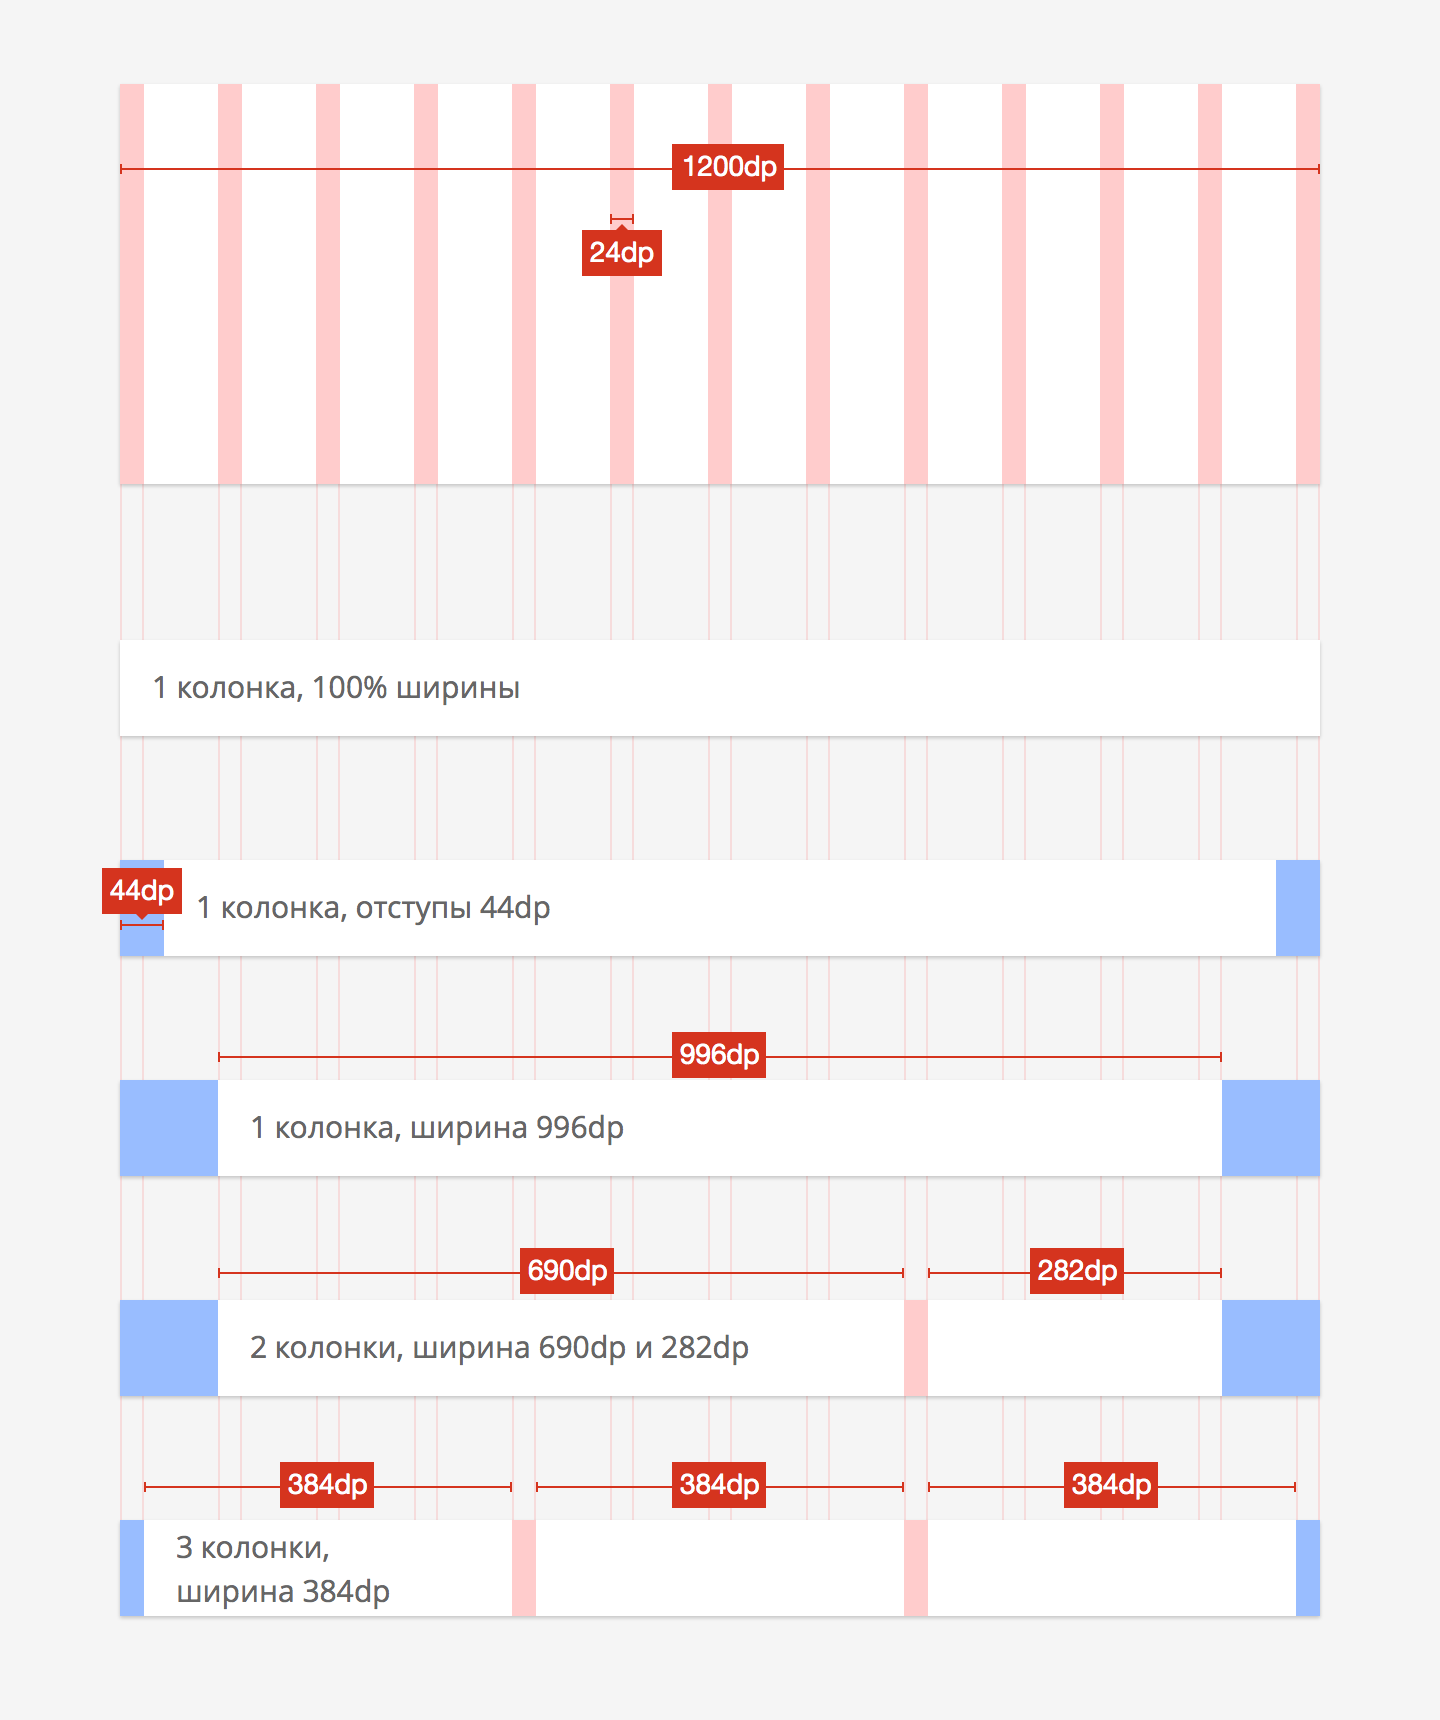 1200dp
24dp
1 колонка, 100% ширины
44dp
1 колонка, отступы 44dp
996dp
1 колонка, ширина 996dp
690dp
282dp
2 колонки, ширина 690dp и 282dp
384dp
384dp
384dp
3 колонки,
ширина 384dp